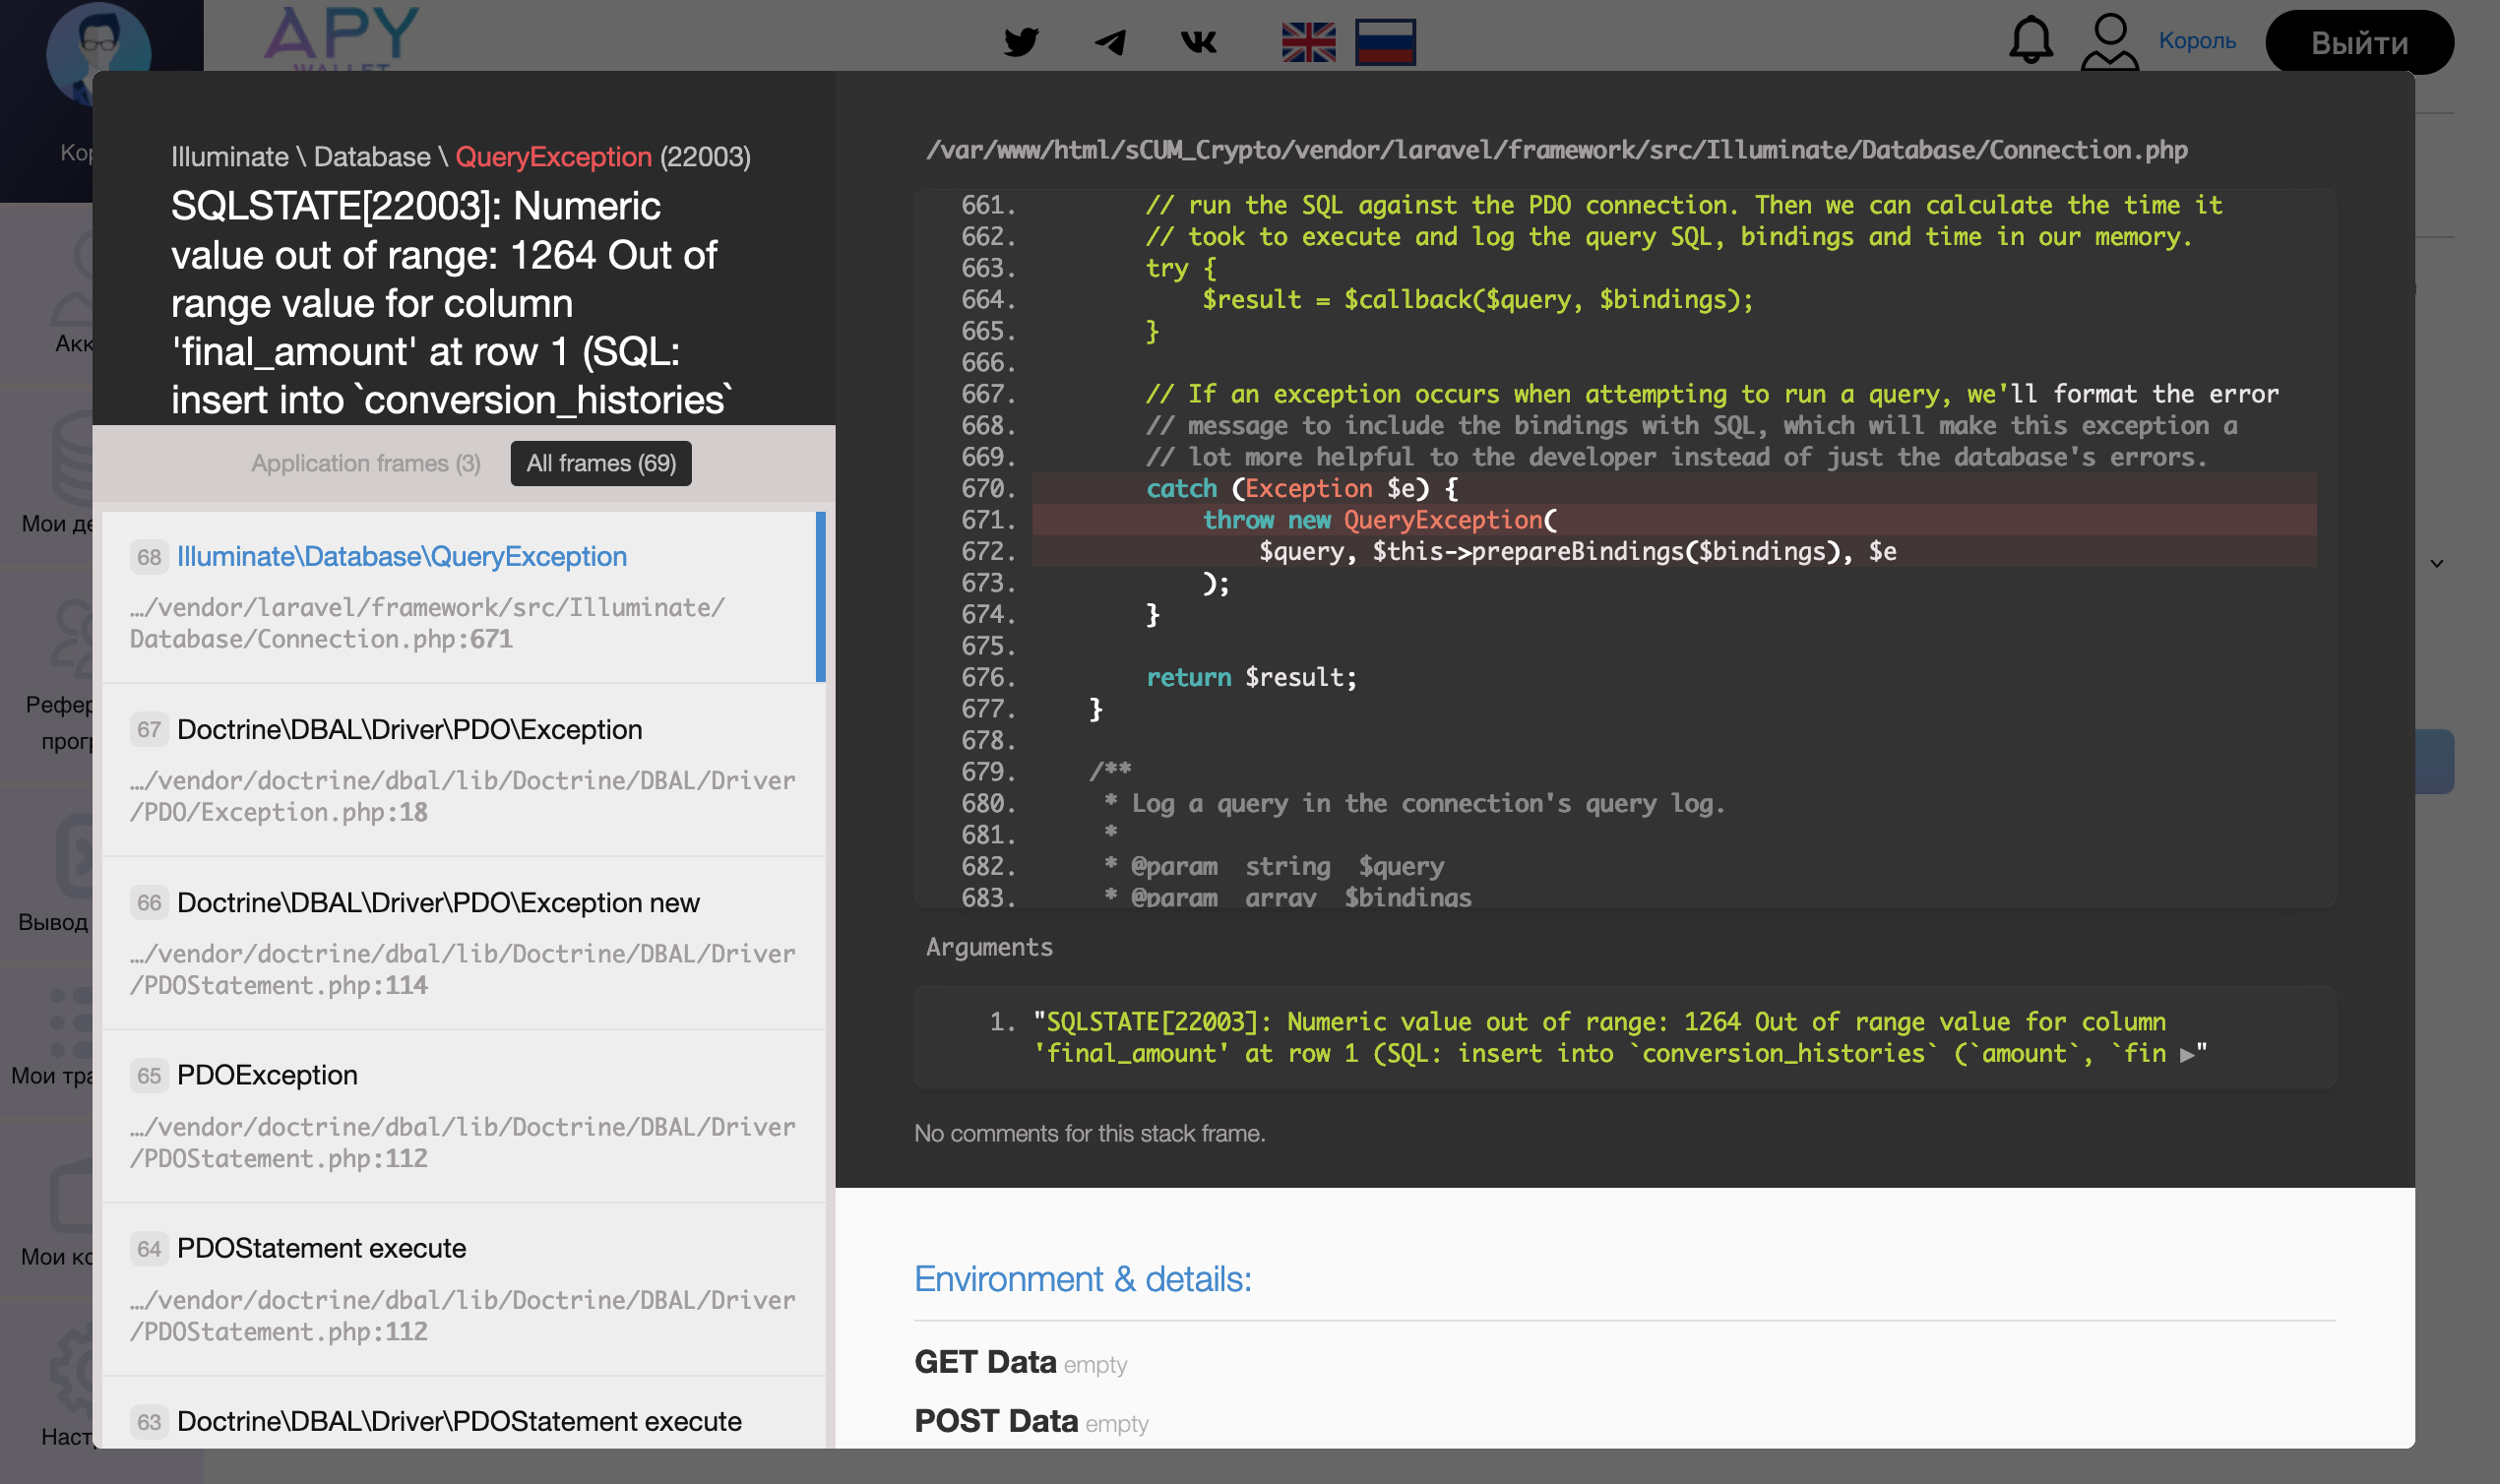 APY
WALLET
Король
Выйти
Illuminate \ Database \ QueryException (22003)
SQLSTATE[22003]: Numeric
value out of range: 1264 Out of
range value for column
'final_amount' at row 1 (SQL:
insert into `conversion_histories`
Application frames (3)
All frames (69)
68 Illuminate\Database\QueryException
…/vendor/laravel/framework/src/Illuminate/
Database/Connection.php:671
67 Doctrine\DBAL\Driver\PDO\Exception
…/vendor/doctrine/dbal/lib/Doctrine/DBAL/Driver
/PDO/Exception.php:18
66 Doctrine\DBAL\Driver\PDO\Exception new
…/vendor/doctrine/dbal/lib/Doctrine/DBAL/Driver
/PDOStatement.php:114
65 PDOException
…/vendor/doctrine/dbal/lib/Doctrine/DBAL/Driver
/PDOStatement.php:112
64 PDOStatement execute
…/vendor/doctrine/dbal/lib/Doctrine/DBAL/Driver
/PDOStatement.php:112
63 Doctrine\DBAL\Driver\PDOStatement execute
/var/www/html/sCUM_Crypto/vendor/laravel/framework/src/Illuminate/Database/Connection.php
661. // run the SQL against the PDO connection. Then we can calculate the time it
662. // took to execute and log the query SQL, bindings and time in our memory.
663. try {
664. $result = $callback($query, $bindings);
665. }
666.
667. // If an exception occurs when attempting to run a query, we'll format the error
668. // message to include the bindings with SQL, which will make this exception a
669. // lot more helpful to the developer instead of just the database's errors.
670. catch (Exception $e) {
671. throw new QueryException(
672. $query, $this->prepareBindings($bindings), $e
673. );
674. }
675.
676. return $result;
677. }
678.
679. /**
680. * Log a query in the connection's query log.
681. *
682. * @param string $query
683. * @param array $bindings
Arguments
1. "SQLSTATE[22003]: Numeric value out of range: 1264 Out of range value for column
'final_amount' at row 1 (SQL: insert into `conversion_histories` (`amount`, `fin ▶"
No comments for this stack frame.
Environment & details:
GET Data empty
POST Data empty
Мои
Вывод
Мои
Мои